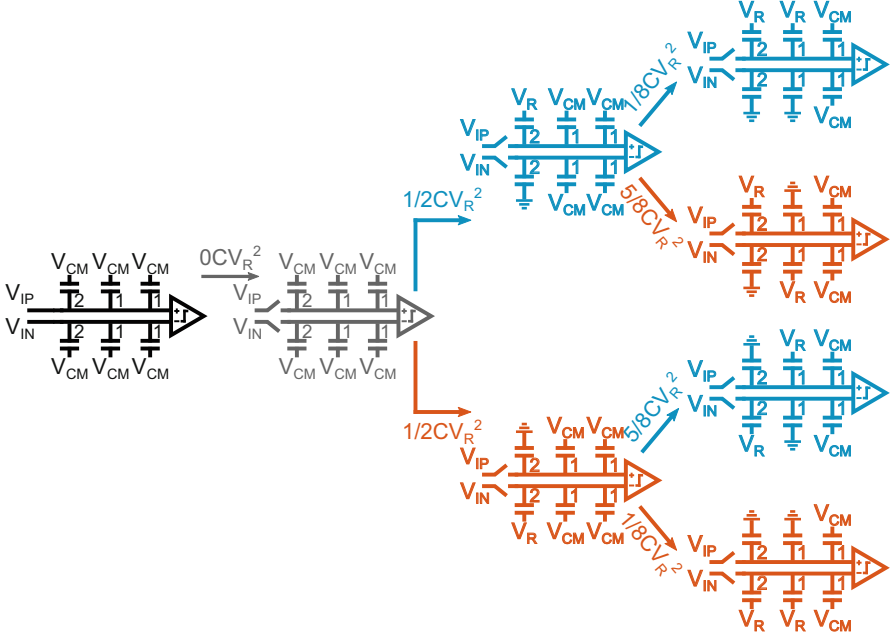 V_R V_R V_CM
V_IP 2 1 1
V_IN 2 1 1
V_CM
1/8CV_R^2
V_R V_CM V_CM
V_IP 2 1 1
V_IN 2 1 1
V_CM V_CM
5/8CV_R^2
V_R V_CM
V_IP 2 1 1
V_IN 2 1 1
V_R V_CM
1/2CV_R^2
0CV_R^2
V_CM V_CM V_CM
V_IP 2 1 1
V_IN 2 1 1
V_CM V_CM V_CM
V_CM V_CM V_CM
V_IP 2 1 1
V_IN 2 1 1
V_CM V_CM V_CM
1/2CV_R^2
V_R V_CM
V_IP 2 1 1
V_IN 2 1 1
V_R V_CM
5/8CV_R^2
V_CM V_CM
V_IP 2 1 1
V_IN 2 1 1
V_R V_CM V_CM
1/8CV_R^2
V_CM
V_IP 2 1 1
V_IN 2 1 1
V_R V_R V_CM